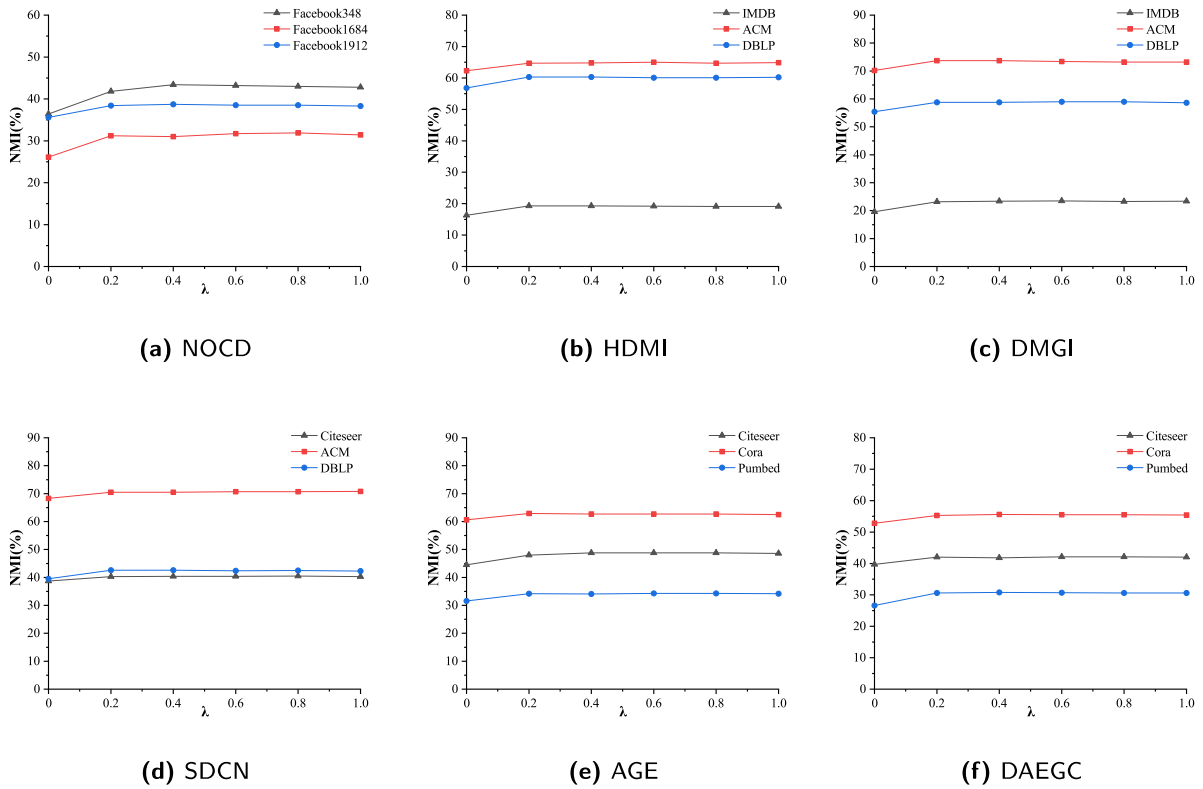 Facebook348
Facebook1684
Facebook1912
NMI(%)
60
50
40
30
20
10
0
0 0.2 0.4 0.6 0.8 1.0
λ
(a) NOCD
IMDB
ACM
DBLP
NMI(%)
80
70
60
50
40
30
20
10
0
0 0.2 0.4 0.6 0.8 1.0
λ
(b) HDMI
IMDB
ACM
DBLP
NMI(%)
90
80
70
60
50
40
30
20
10
0
0 0.2 0.4 0.6 0.8 1.0
λ
(c) DMGI
Citeseer
ACM
DBLP
NMI(%)
90
80
70
60
50
40
30
20
10
0
0 0.2 0.4 0.6 0.8 1.0
λ
(d) SDCN
Citeseer
Cora
Pumbed
NMI(%)
90
80
70
60
50
40
30
20
10
0
0 0.2 0.4 0.6 0.8 1.0
λ
(e) AGE
Citeseer
Cora
Pumbed
NMI(%)
80
70
60
50
40
30
20
10
0
0 0.2 0.4 0.6 0.8 1.0
λ
(f) DAEGC